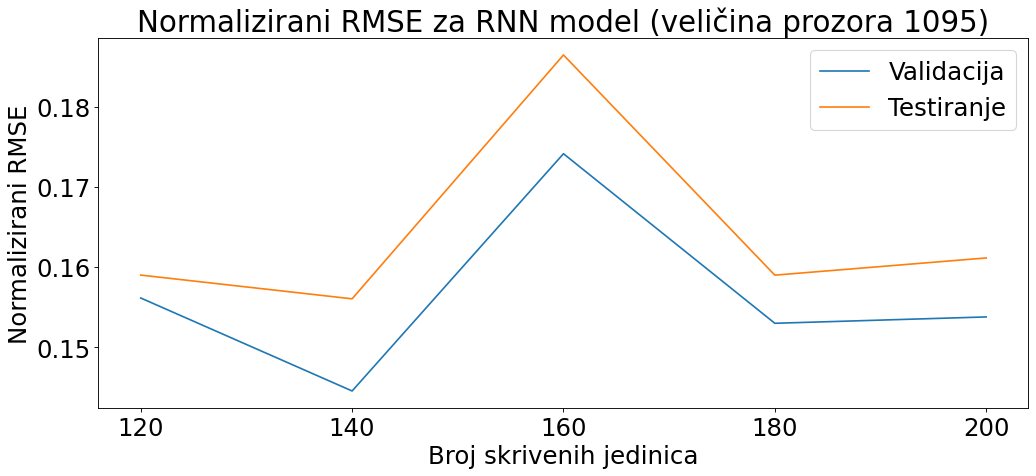 Normalizirani RMSE za RNN model (veličina prozora 1095)
Validacija
Testiranje
Normalizirani RMSE
0.18
0.17
0.16
0.15
120 140 160 180 200
Broj skrivenih jedinica